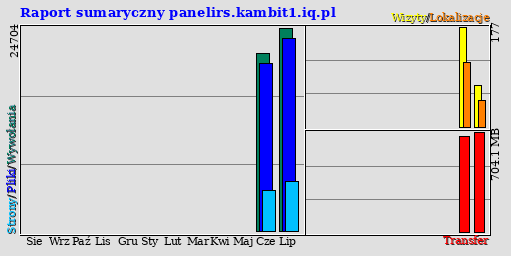 Raport sumaryczny panelirs.kambit1.iq.pl
Wizyty/Lokalizacje
24704
177
Strony/Pliki/Wywołania
704.1 MB
Sie Wrz Paź Lis Gru Sty Lut Mar Kwi Maj Cze Lip
Transfer